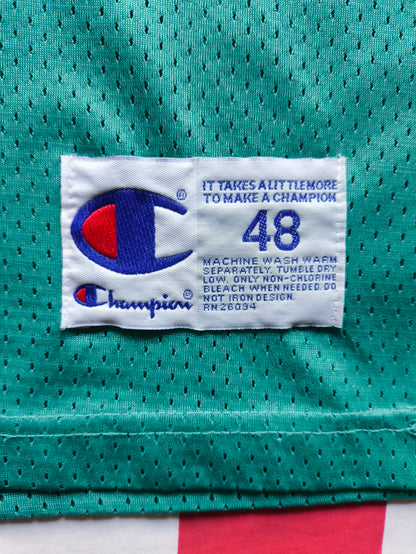 IT TAKES A LITTLE MORE
TO MAKE A CHAMPION
48
MACHINE WASH WARM
SEPARATELY. TUMBLE DRY
LOW. ONLY NON-CHLORINE
BLEACH WHEN NEEDED. DO
NOT IRON DESIGN.
RN 26094
®
Champion®